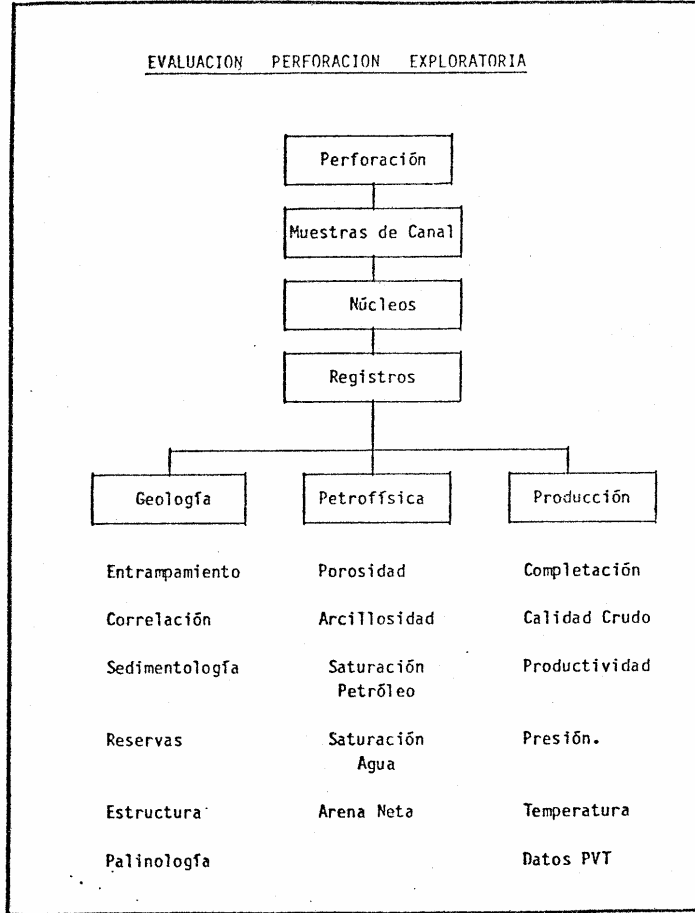 EVALUACION PERFORACION EXPLORATORIA
Perforación
Muestras de Canal
Núcleos
Registros
Geología
Petrofísica
Producción
Entrampamiento
Porosidad
Completación
Correlación
Arcillosidad
Calidad Crudo
Sedimentología
Saturación
Petróleo
Productividad
Reservas
Saturación
Agua
Presión.
Estructura
Arena Neta
Temperatura
Palinología
Datos PVT